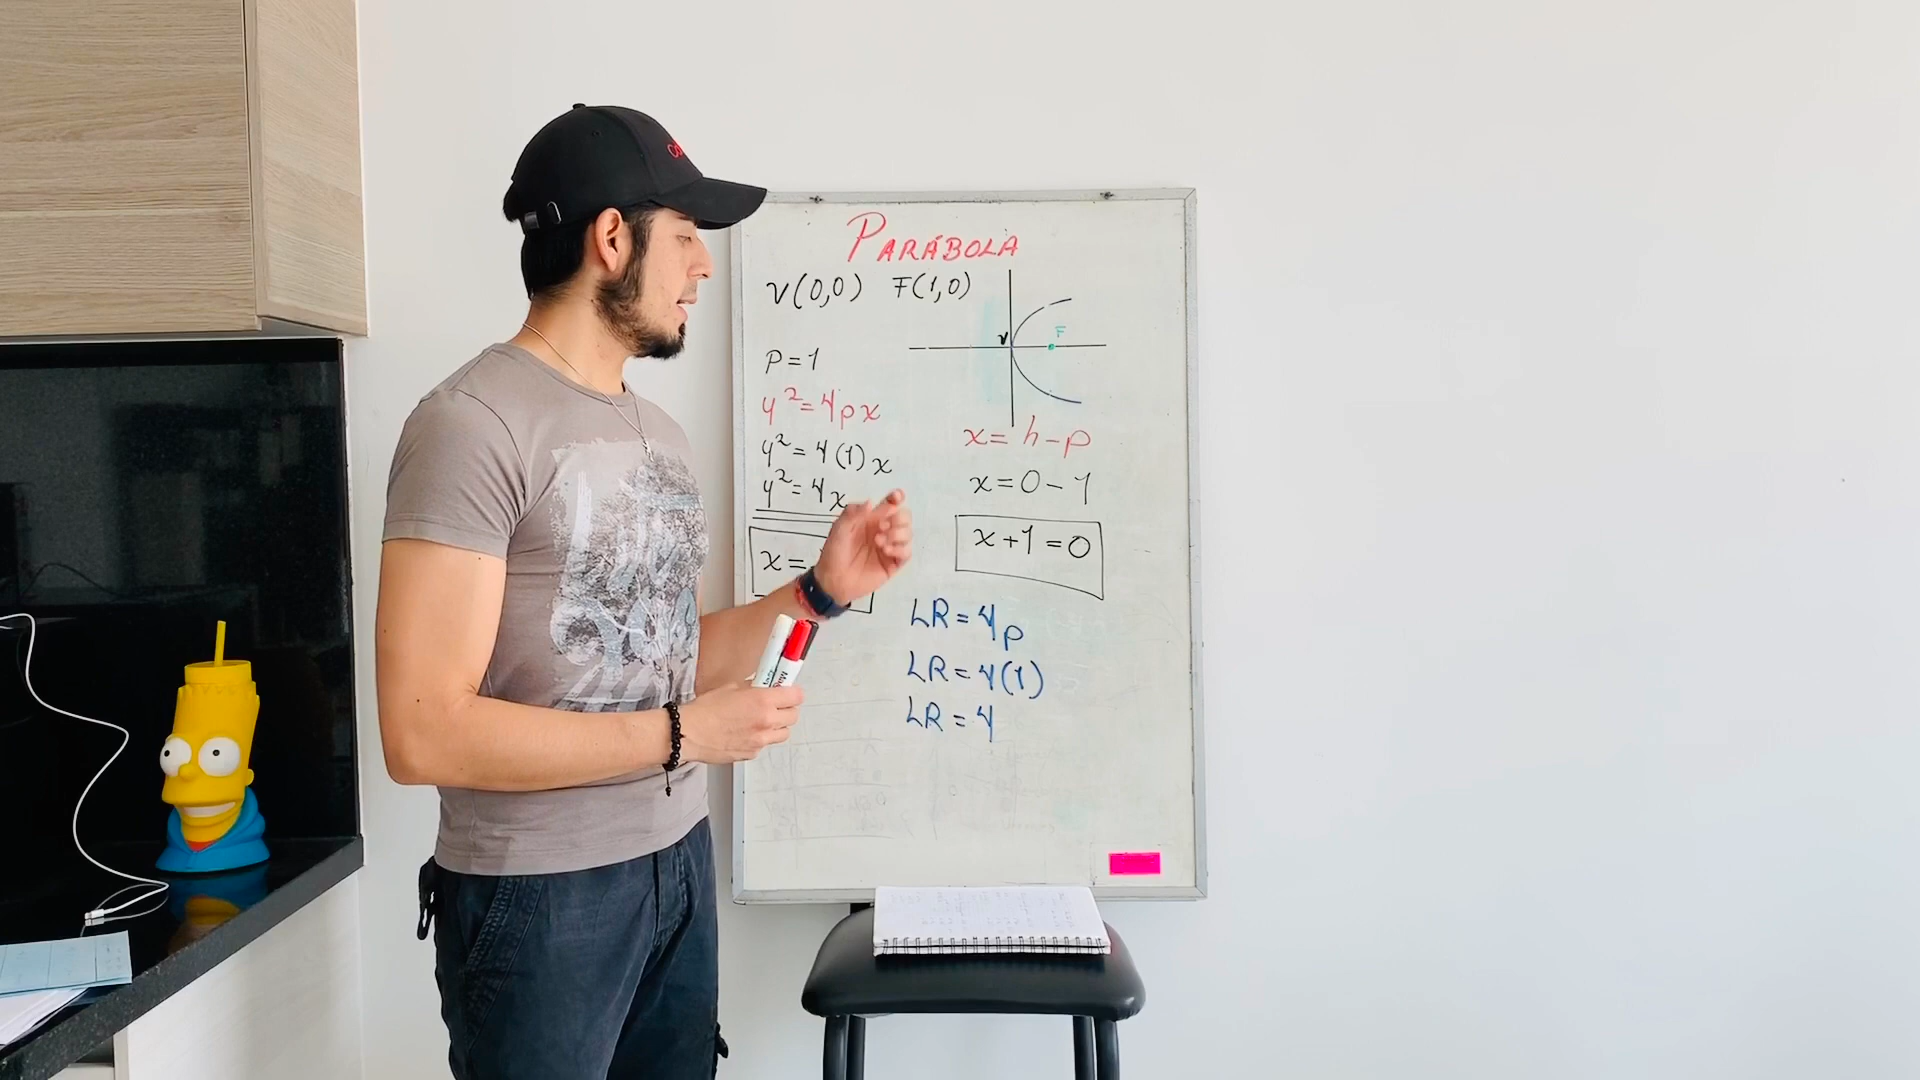 PARÁBOLA
V(0,0) F(1,0)
V
F
P=1
y²=4px
y²=4(1)x
y²=4x
x=
x=h-p
x=0-1
x+1=0
LR=4p
LR=4(1)
LR=4